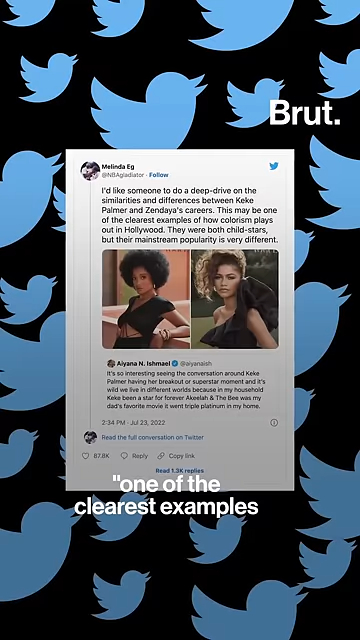 Brut.
Melinda Eg
@NBAgladiator · Follow
I'd like someone to do a deep-drive on the
similarities and differences between Keke
Palmer and Zendaya's careers. This may be one
of the clearest examples of how colorism plays
out in Hollywood. They were both child-stars,
but their mainstream popularity is very different.
Aiyana N. Ishmael @aiyanaish
It's so interesting seeing the conversation around Keke
Palmer having her breakout or superstar moment and it's
wild we live in different worlds because in my household
Keke been a star for forever Akeelah & The Bee was my
dad's favorite movie it went triple platinum in my home.
2:34 PM · Jul 23, 2022
Read the full conversation on Twitter
87.8K Reply Copy link
Read 1.3K replies
"one of the
clearest examples